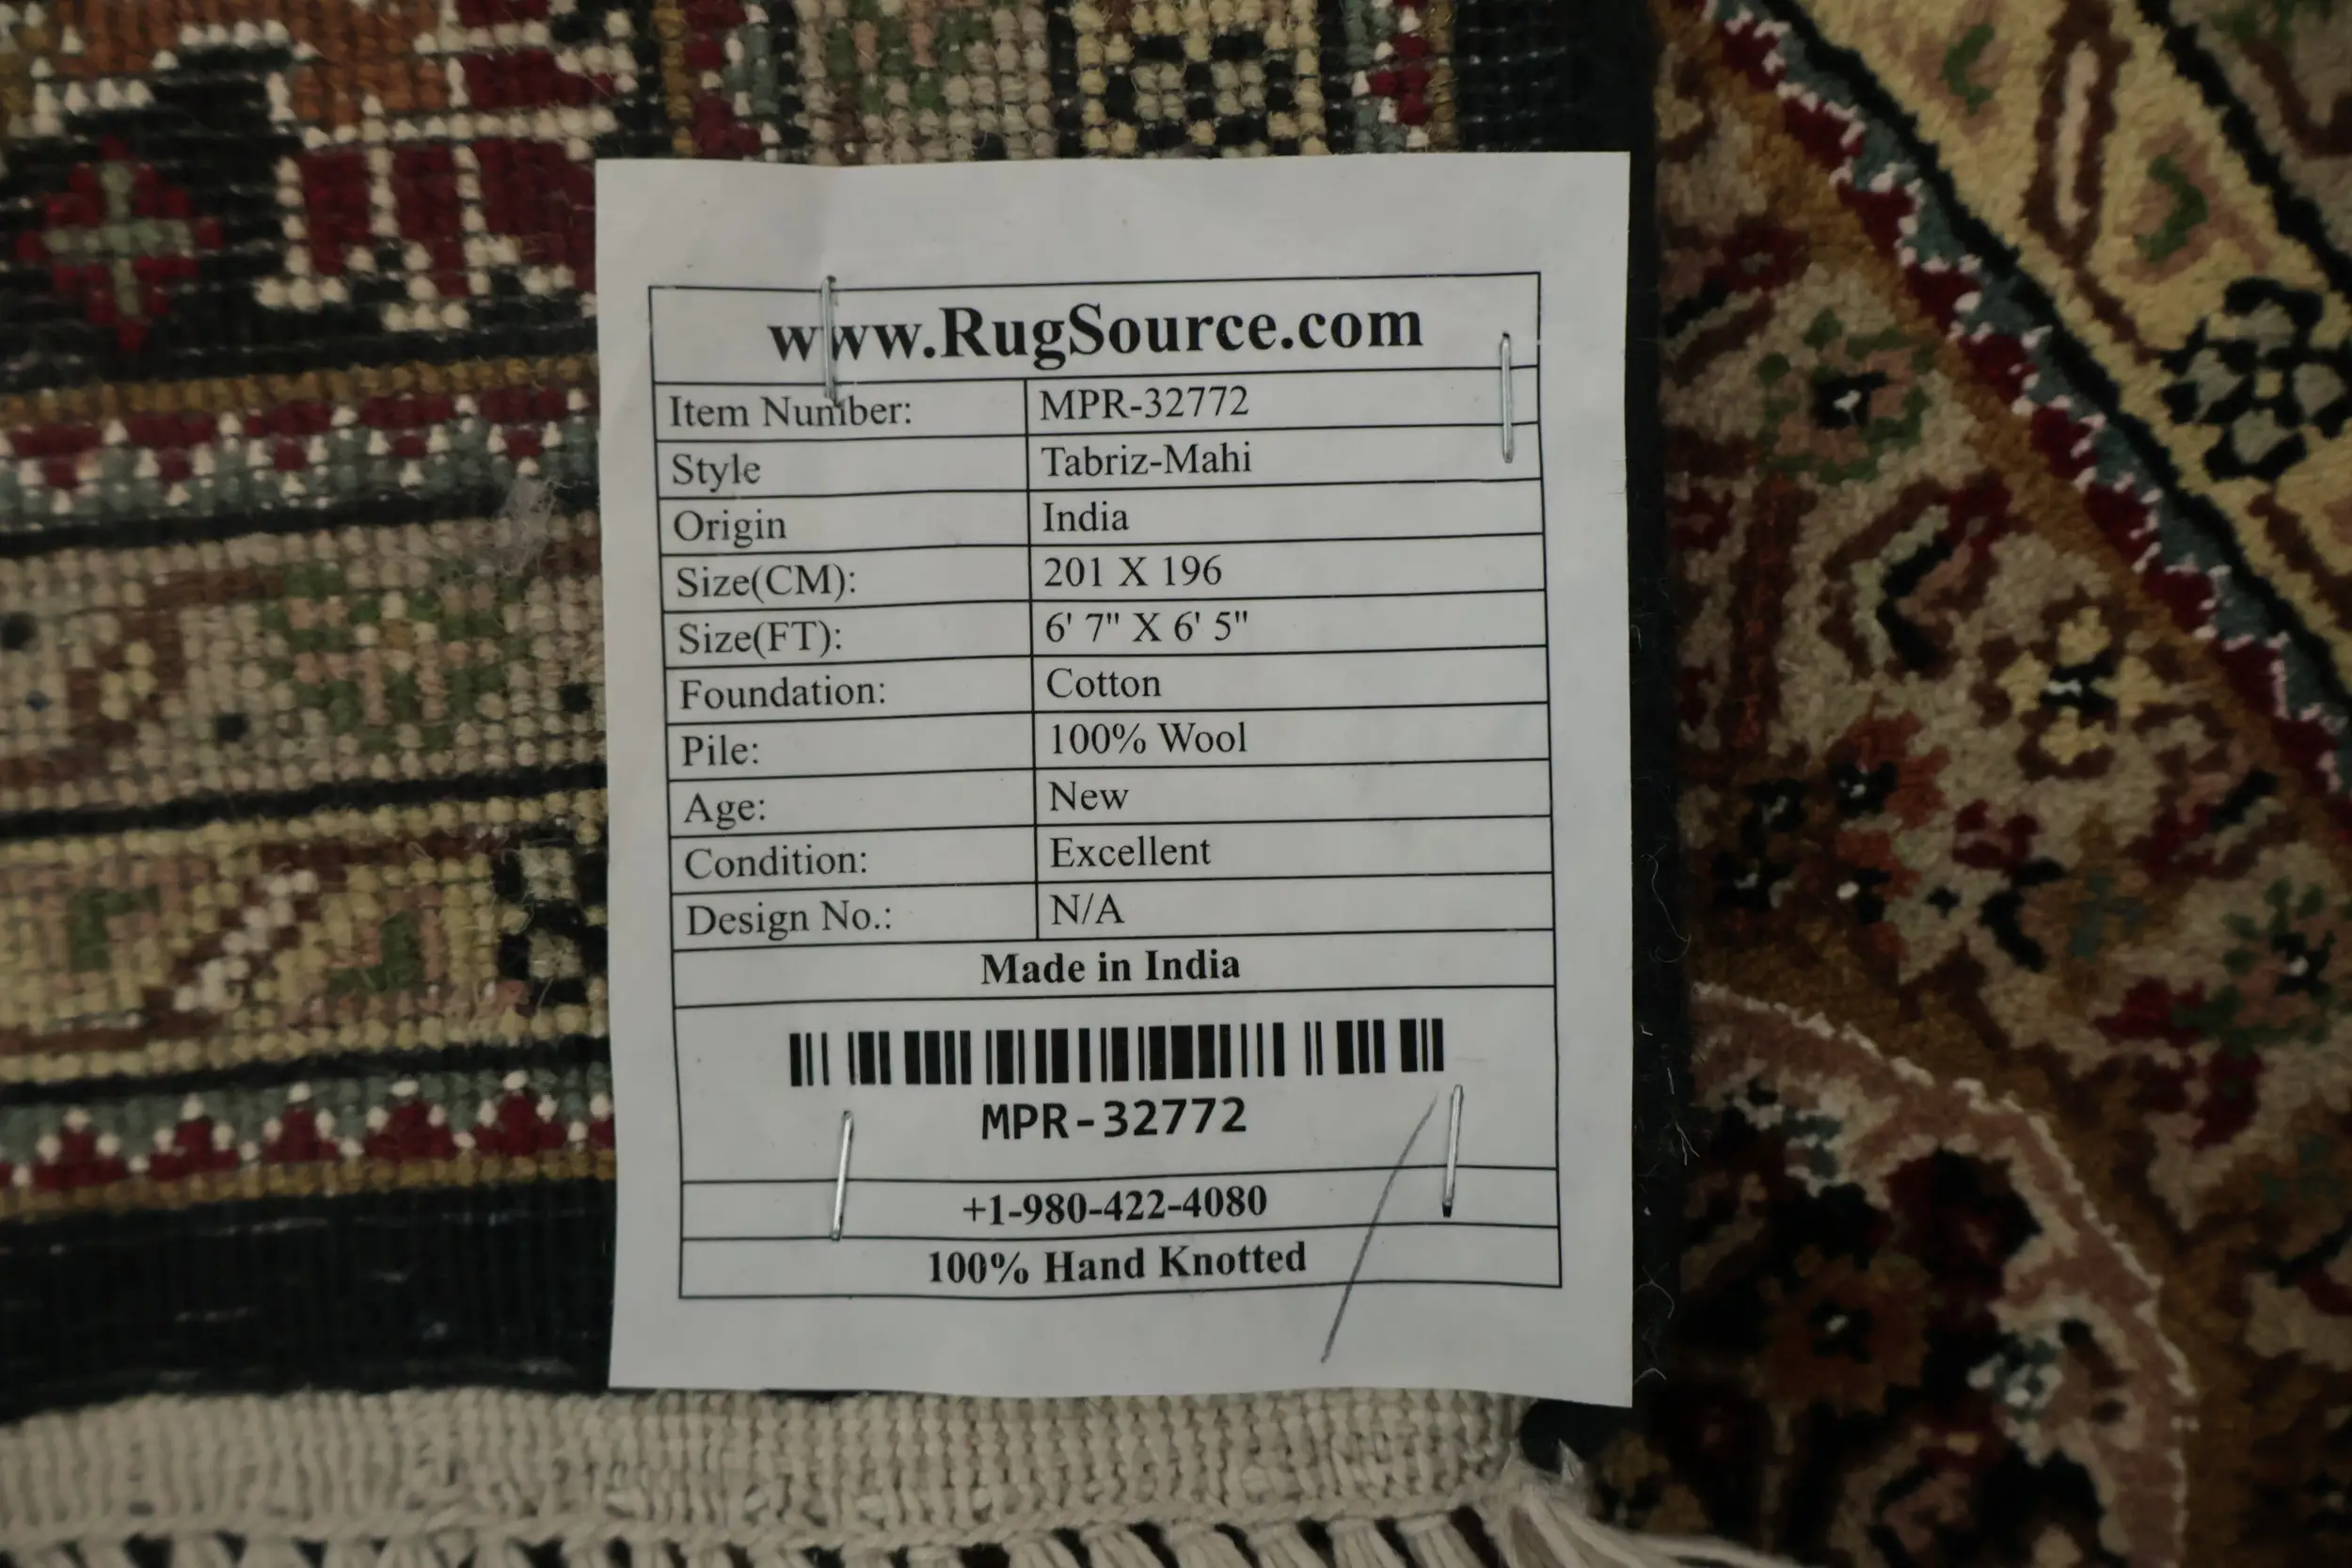 www.RugSource.com
Item Number: MPR-32772
Style Tabriz-Mahi
Origin India
Size(CM): 201 X 196
Size(FT): 6' 7" X 6' 5"
Foundation: Cotton
Pile: 100% Wool
Age: New
Condition: Excellent
Design No.: N/A
Made in India
MPR-32772
+1-980-422-4080
100% Hand Knotted